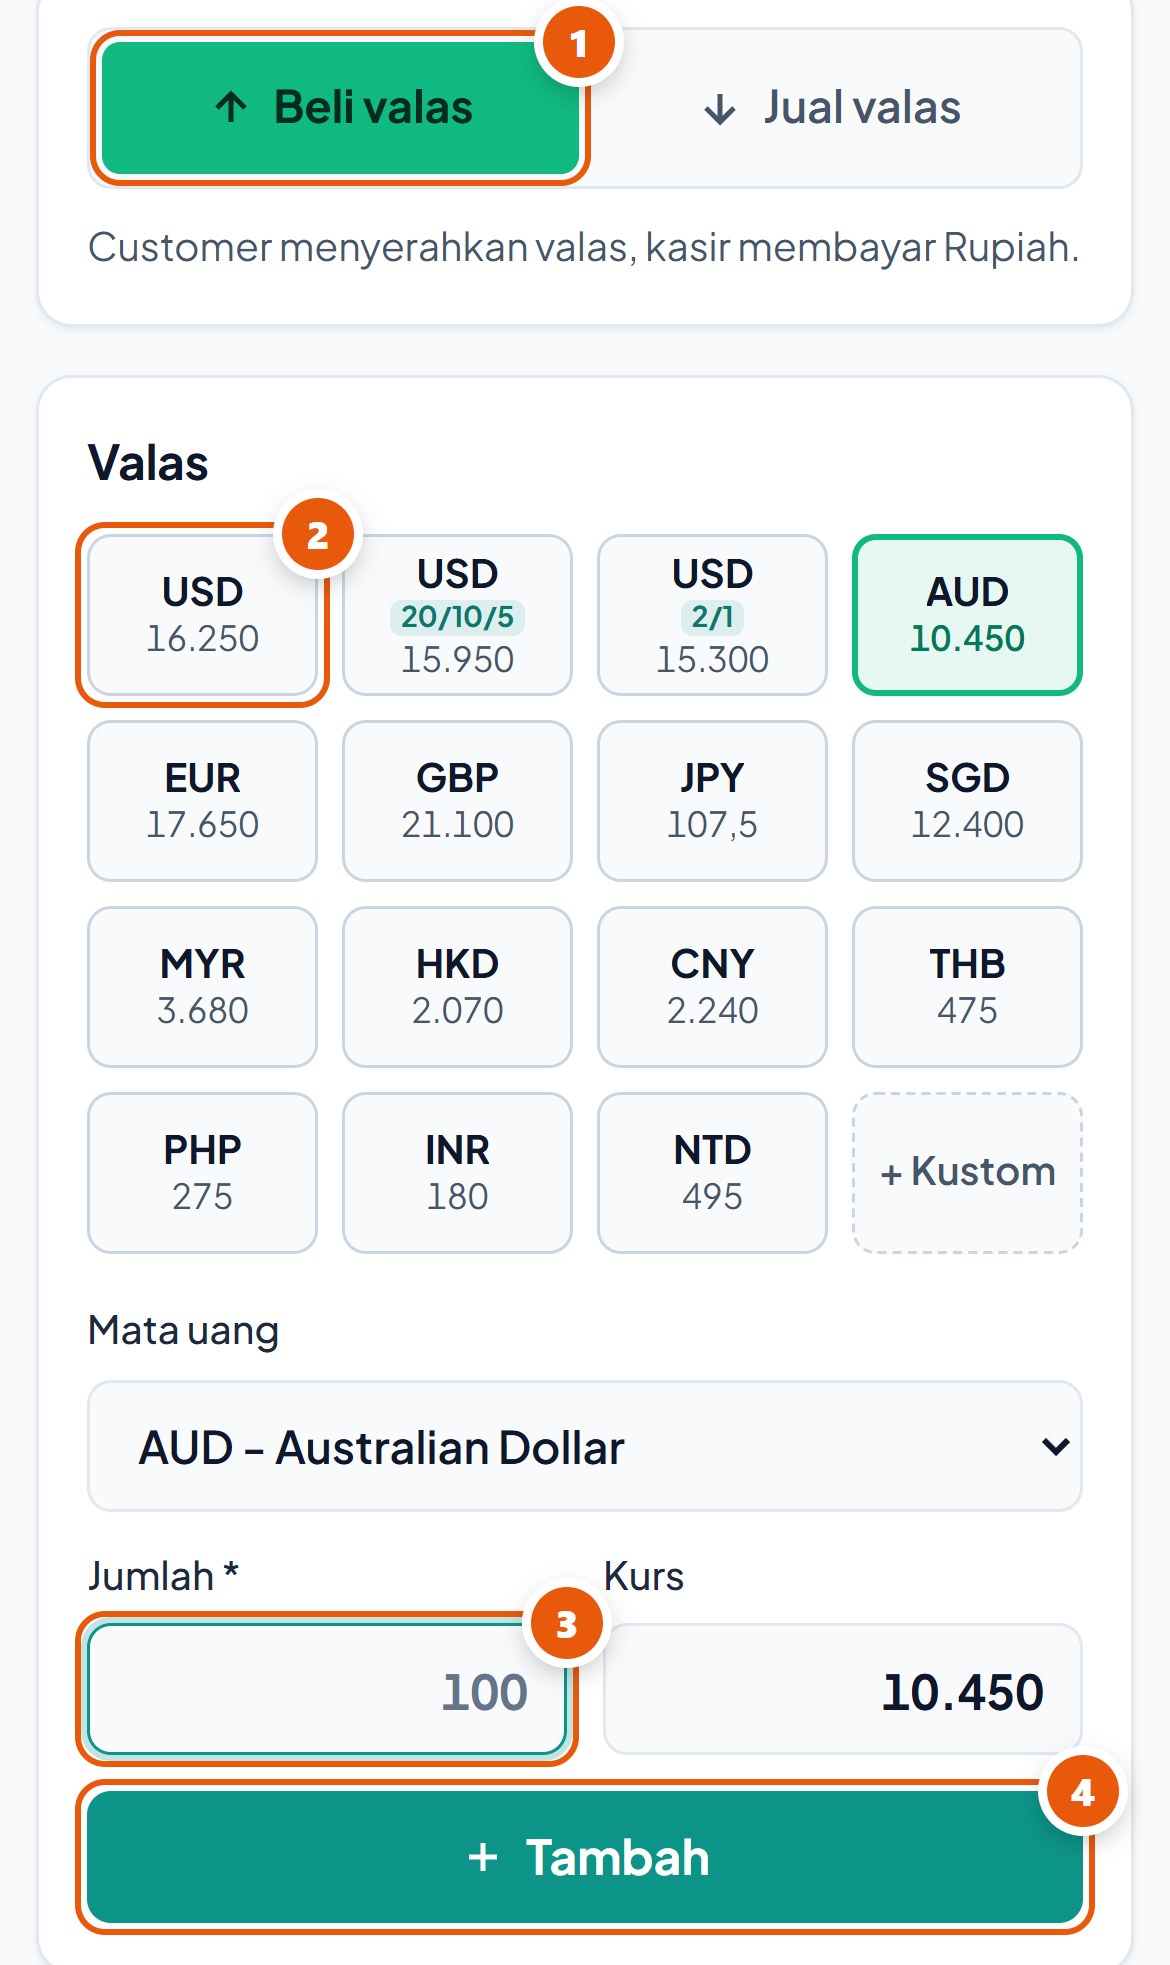 1
↑ Beli valas
↓ Jual valas
Customer menyerahkan valas, kasir membayar Rupiah.
Valas
2
USD
16.250
USD
20/10/5
15.950
USD
2/1
15.300
AUD
10.450
EUR
17.650
GBP
21.100
JPY
107,5
SGD
12.400
MYR
3.680
HKD
2.070
CNY
2.240
THB
475
PHP
275
INR
180
NTD
495
+ Kustom
Mata uang
AUD – Australian Dollar
Jumlah *
3
100
Kurs
10.450
4
+ Tambah